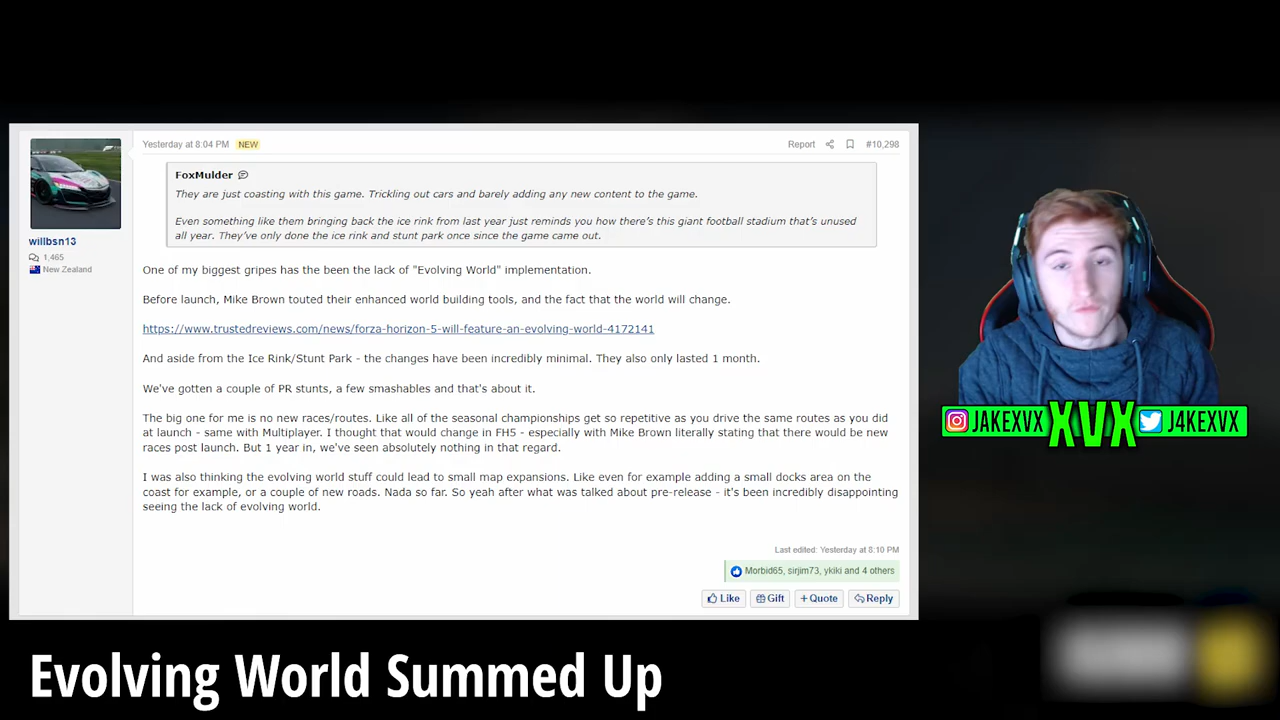 Yesterday at 8:04 PM NEW
Report #10,298
FoxMulder
They are just coasting with this game. Trickling out cars and barely adding any new content to the game.
Even something like them bringing back the ice rink from last year just reminds you how there's this giant football stadium that's unused
all year. They've only done the ice rink and stunt park once since the game came out.
willbsn13
1,465
New Zealand
One of my biggest gripes has the been the lack of "Evolving World" implementation.
Before launch, Mike Brown touted their enhanced world building tools, and the fact that the world will change.
https://www.trustedreviews.com/news/forza-horizon-5-will-feature-an-evolving-world-4172141
And aside from the Ice Rink/Stunt Park - the changes have been incredibly minimal. They also only lasted 1 month.
We've gotten a couple of PR stunts, a few smashables and that's about it.
The big one for me is no new races/routes. Like all of the seasonal championships get so repetitive as you drive the same routes as you did
at launch - same with Multiplayer. I thought that would change in FH5 - especially with Mike Brown literally stating that there would be new
races post launch. But 1 year in, we've seen absolutely nothing in that regard.
I was also thinking the evolving world stuff could lead to small map expansions. Like even for example adding a small docks area on the
coast for example, or a couple of new roads. Nada so far. So yeah after what was talked about pre-release - it's been incredibly disappointing
seeing the lack of evolving world.
Last edited: Yesterday at 8:10 PM
Morbid65, sirjim73, ykiki and 4 others
Like Gift + Quote Reply
JAKEXVX XVX J4KEXVX
Evolving World Summed Up